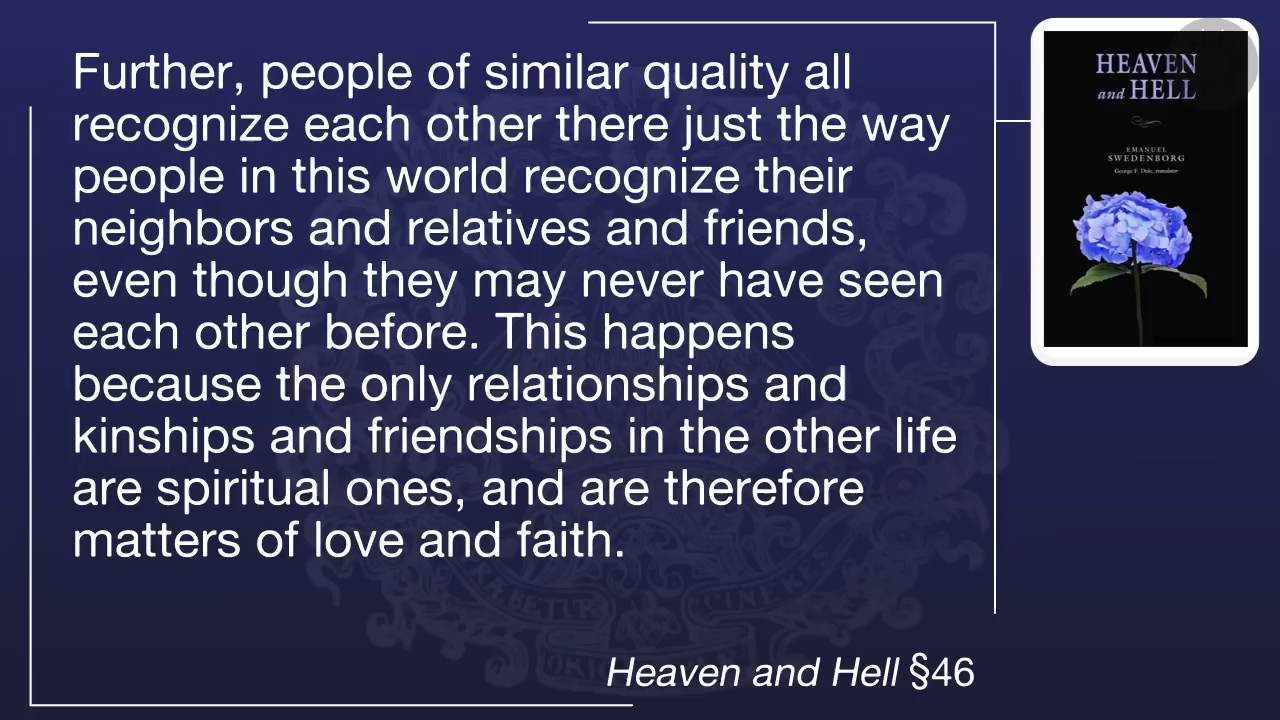 Further, people of similar quality all
recognize each other there just the way
people in this world recognize their
neighbors and relatives and friends,
even though they may never have seen
each other before. This happens
because the only relationships and
kinships and friendships in the other life
are spiritual ones, and are therefore
matters of love and faith.
Heaven and Hell §46
HEAVEN
and HELL
EMANUEL
SWEDENBORG
George F. Dole, translator